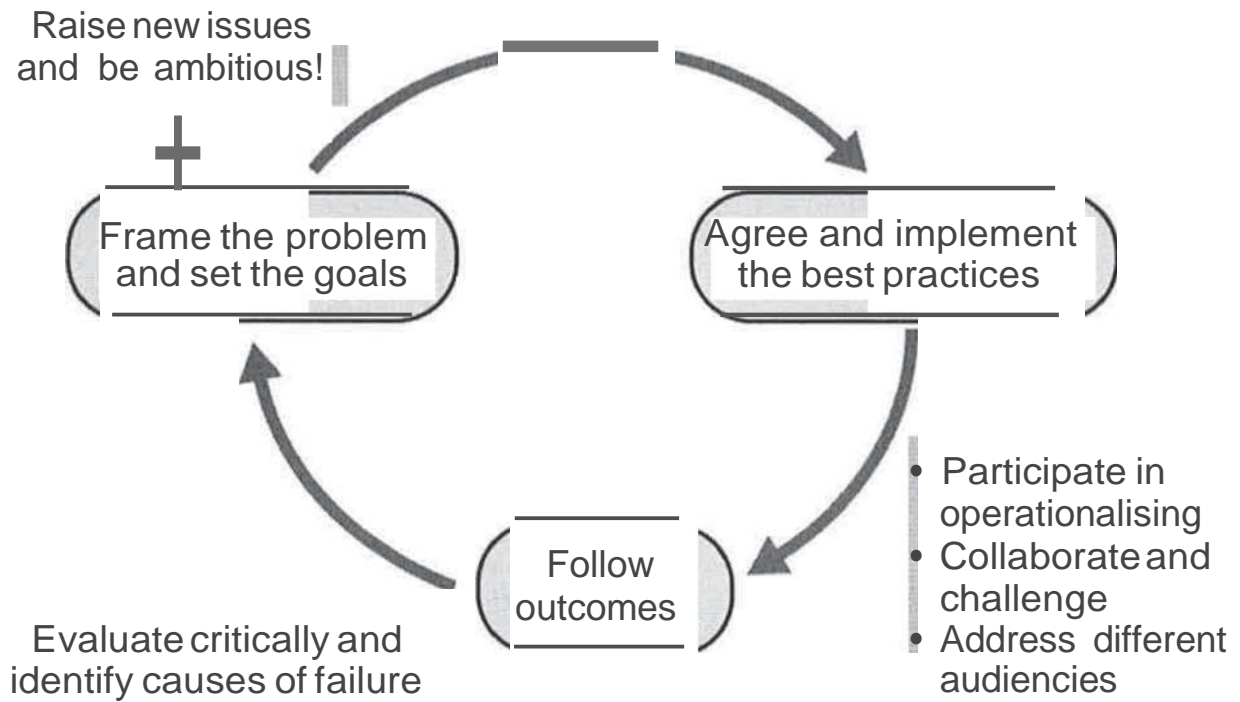 Raise new issues
and be ambitious!
Frame the problem
and set the goals
Agree and implement
the best practices
• Participate in
operationalising
• Collaborate and
challenge
• Address different
audiences
Follow
outcomes
Evaluate critically and
identify causes of failure